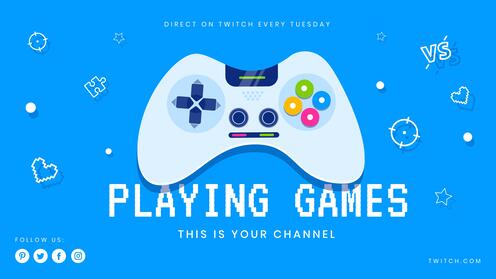 DIRECT ON TWITCH EVERY TUESDAY
VS
PLAYING GAMES
THIS IS YOUR CHANNEL
FOLLOW US:
TWITCH.COM